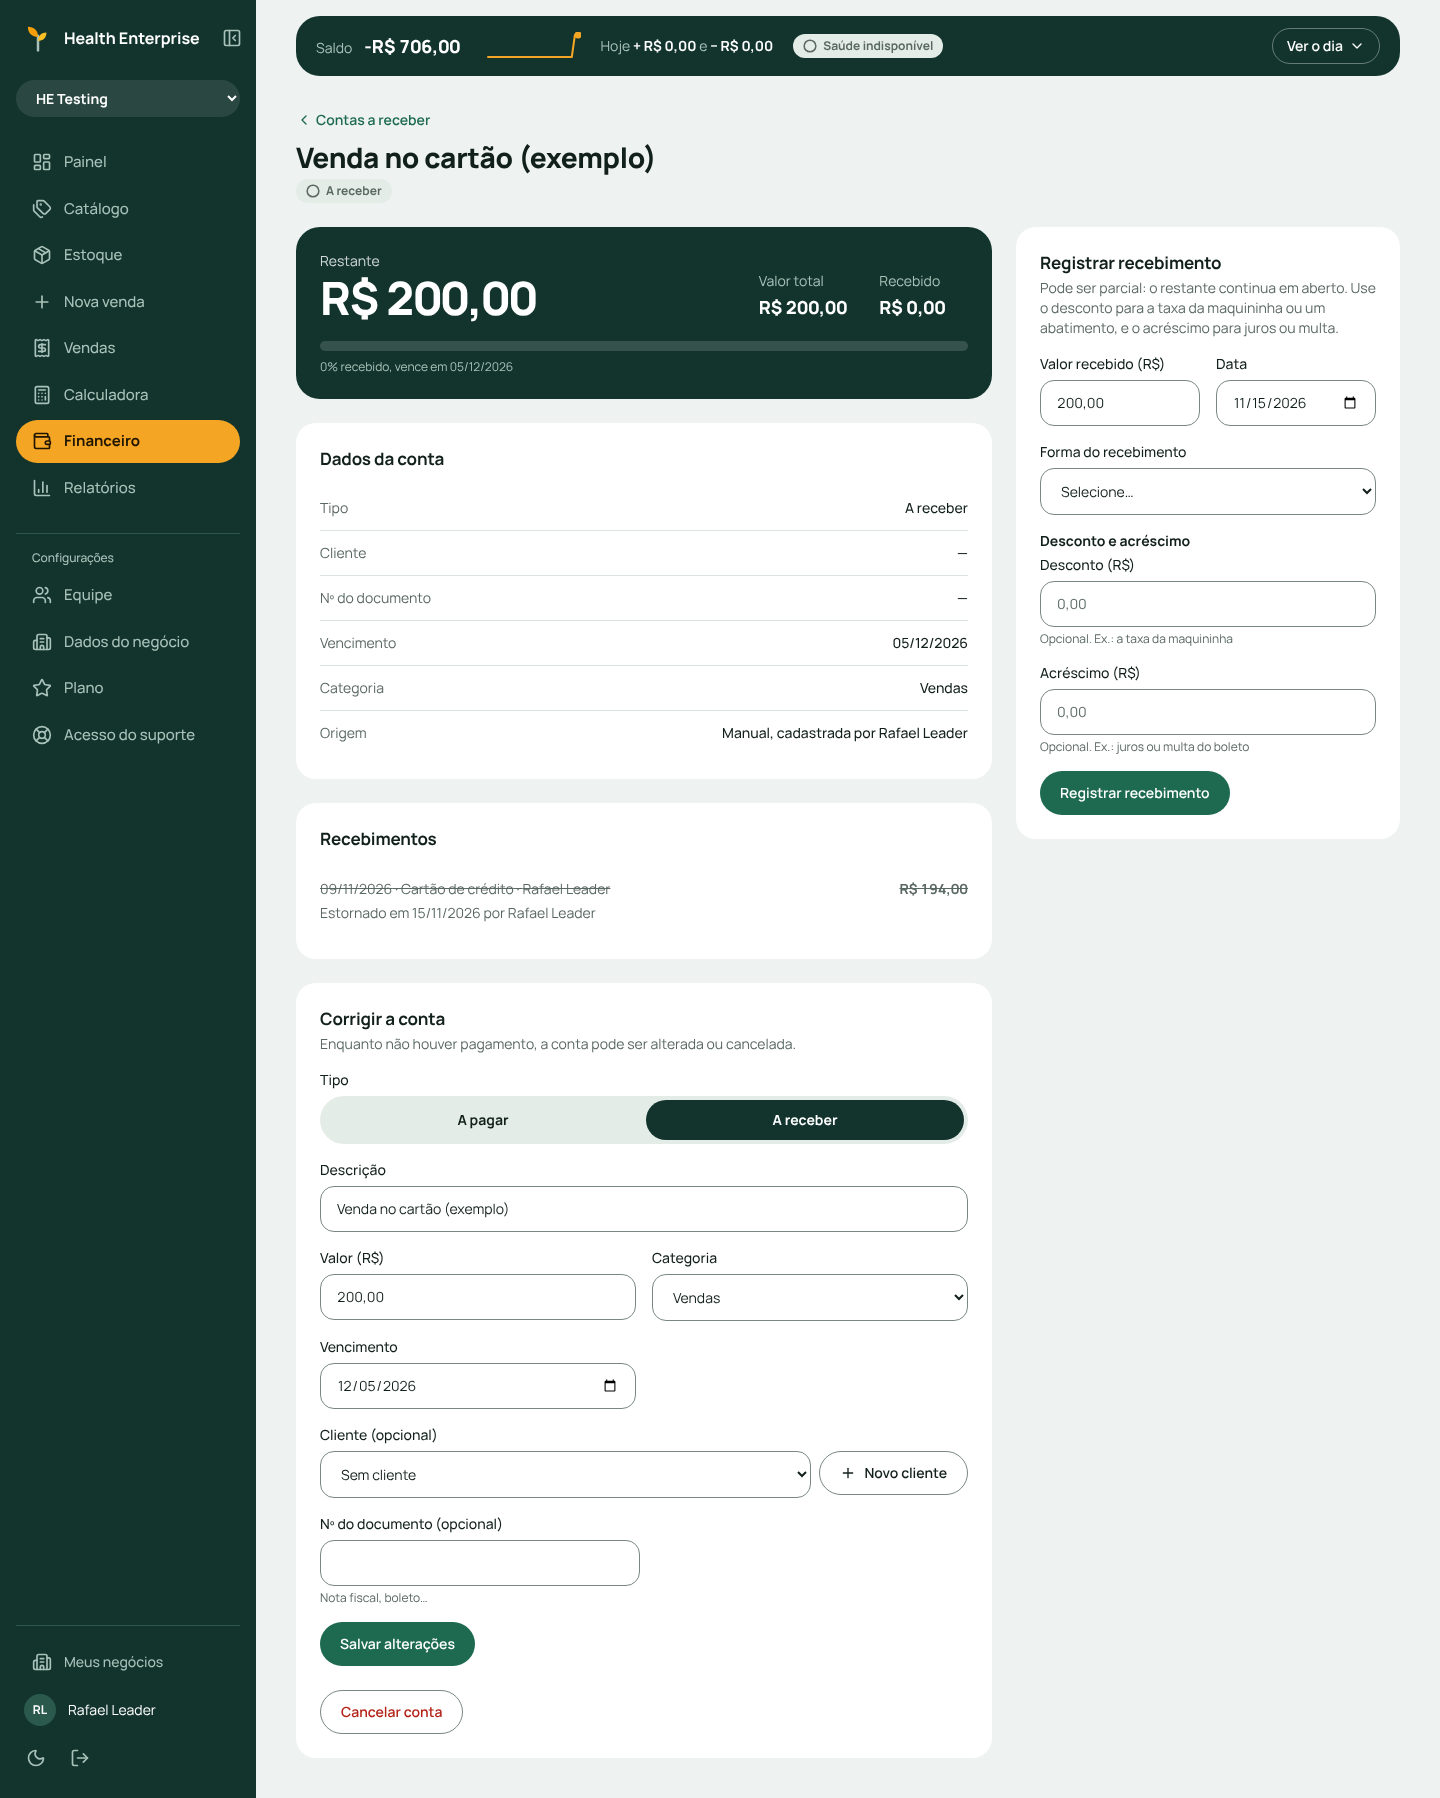 Health Enterprise
HE Testing
Painel
Catálogo
Estoque
Nova venda
Vendas
Calculadora
Financeiro
Relatórios
Configurações
Equipe
Dados do negócio
Plano
Acesso do suporte
Meus negócios
RL Rafael Leader
Saldo -R$ 706,00 Hoje + R$ 0,00 e − R$ 0,00 Saúde indisponível Ver o dia
Contas a receber
Venda no cartão (exemplo)
A receber
Restante
R$ 200,00
Valor total
R$ 200,00
Recebido
R$ 0,00
0% recebido, vence em 05/12/2026
Dados da conta
Tipo A receber
Cliente —
Nº do documento —
Vencimento 05/12/2026
Categoria Vendas
Origem Manual, cadastrada por Rafael Leader
Recebimentos
09/11/2026 · Cartão de crédito · Rafael Leader R$ 194,00
Estornado em 15/11/2026 por Rafael Leader
Corrigir a conta
Enquanto não houver pagamento, a conta pode ser alterada ou cancelada.
Tipo
A pagar A receber
Descrição
Venda no cartão (exemplo)
Valor (R$) Categoria
200,00 Vendas
Vencimento
12/05/2026
Cliente (opcional)
Sem cliente Novo cliente
Nº do documento (opcional)
Nota fiscal, boleto...
Salvar alterações
Cancelar conta
Registrar recebimento
Pode ser parcial: o restante continua em aberto. Use
o desconto para a taxa da maquininha ou um
abatimento, e o acréscimo para juros ou multa.
Valor recebido (R$) Data
200,00 11/15/2026
Forma do recebimento
Selecione...
Desconto e acréscimo
Desconto (R$)
0,00
Opcional. Ex.: a taxa da maquininha
Acréscimo (R$)
0,00
Opcional. Ex.: juros ou multa do boleto
Registrar recebimento